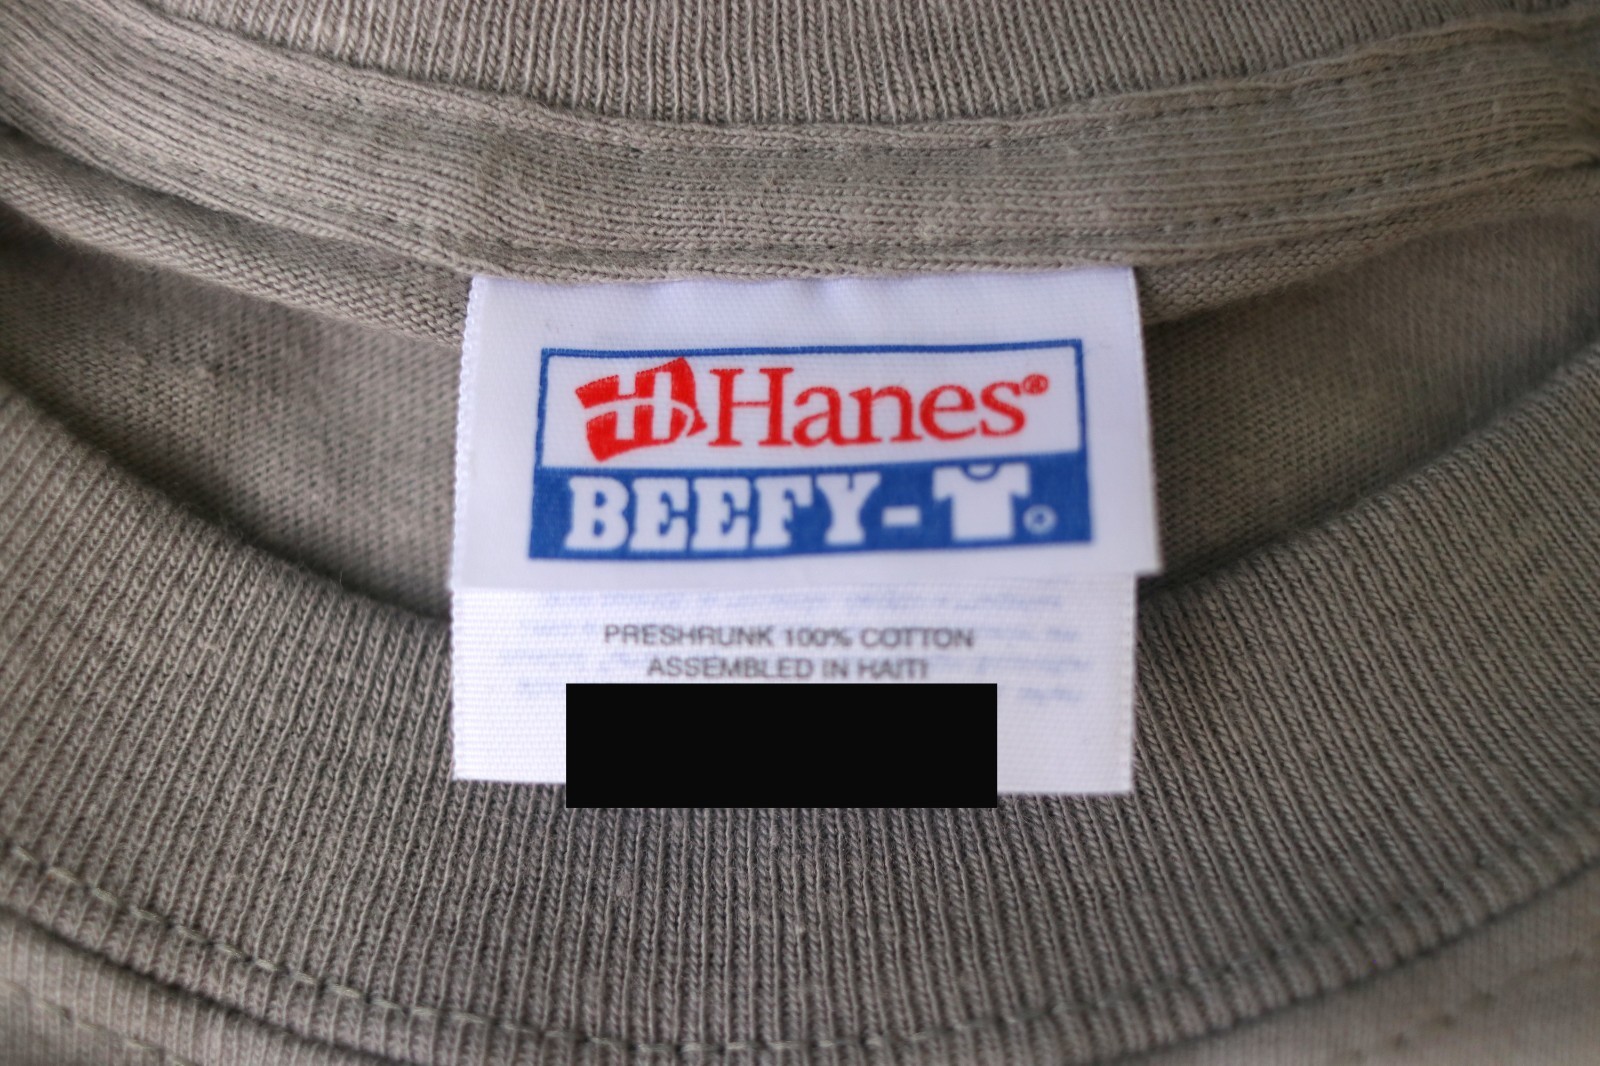 Hanes®
BEEFY-T®
PRESHRUNK 100% COTTON
ASSEMBLED IN HAITI